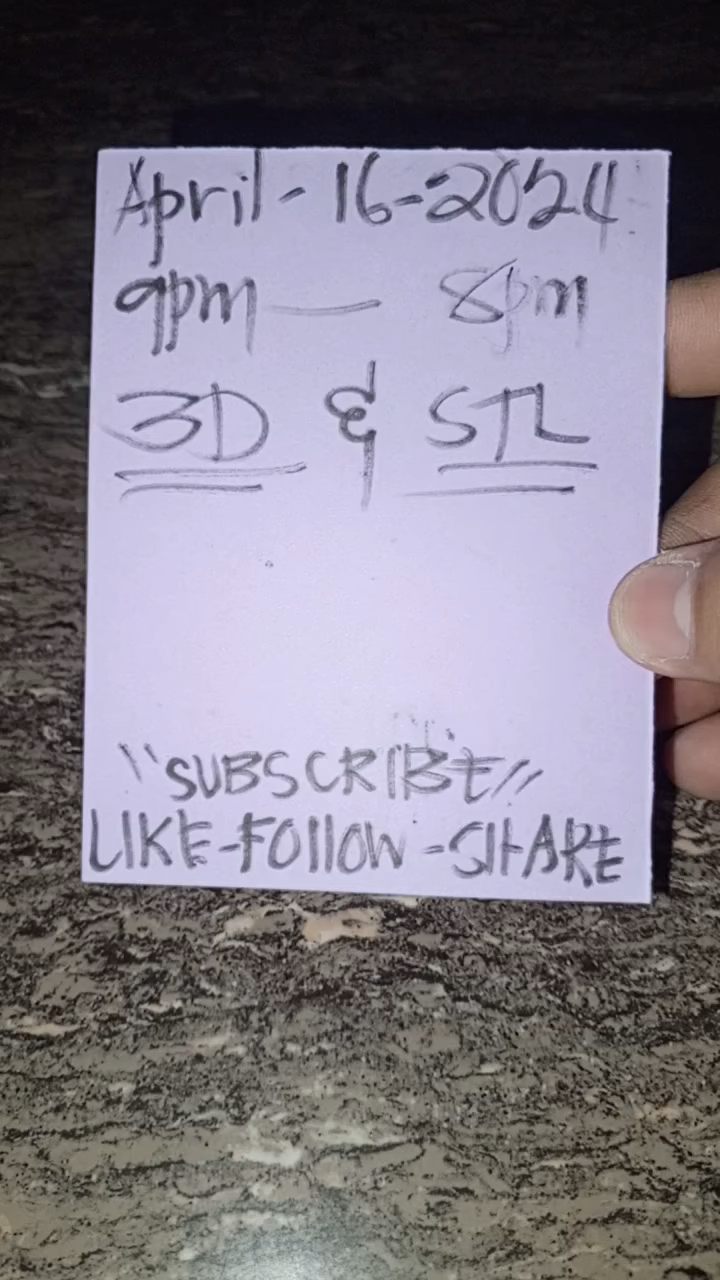 April - 16-2024
9pm — 8pm
3D & STL
"SUBSCRIBE"
LIKE-FOllOW-SHARE